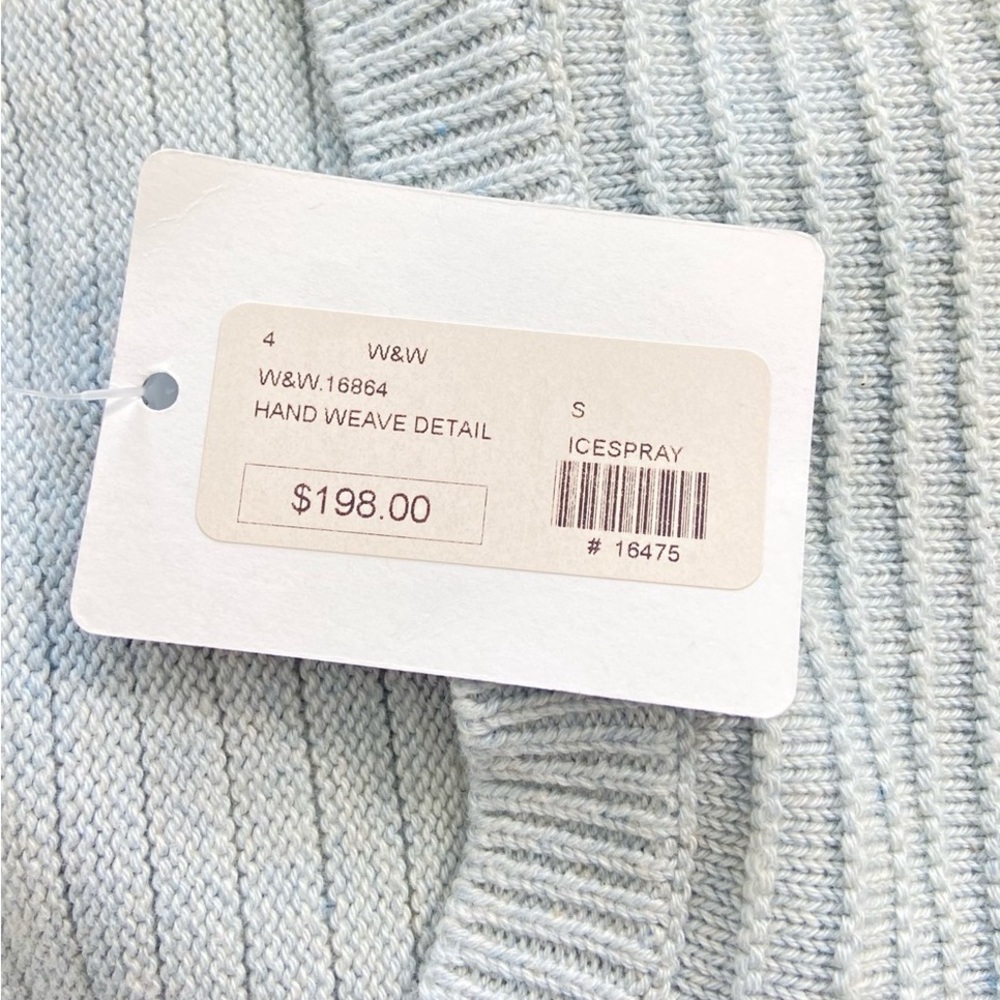 4 W&W
W&W.16864
HAND WEAVE DETAIL
$198.00
S
ICESPRAY
# 16475